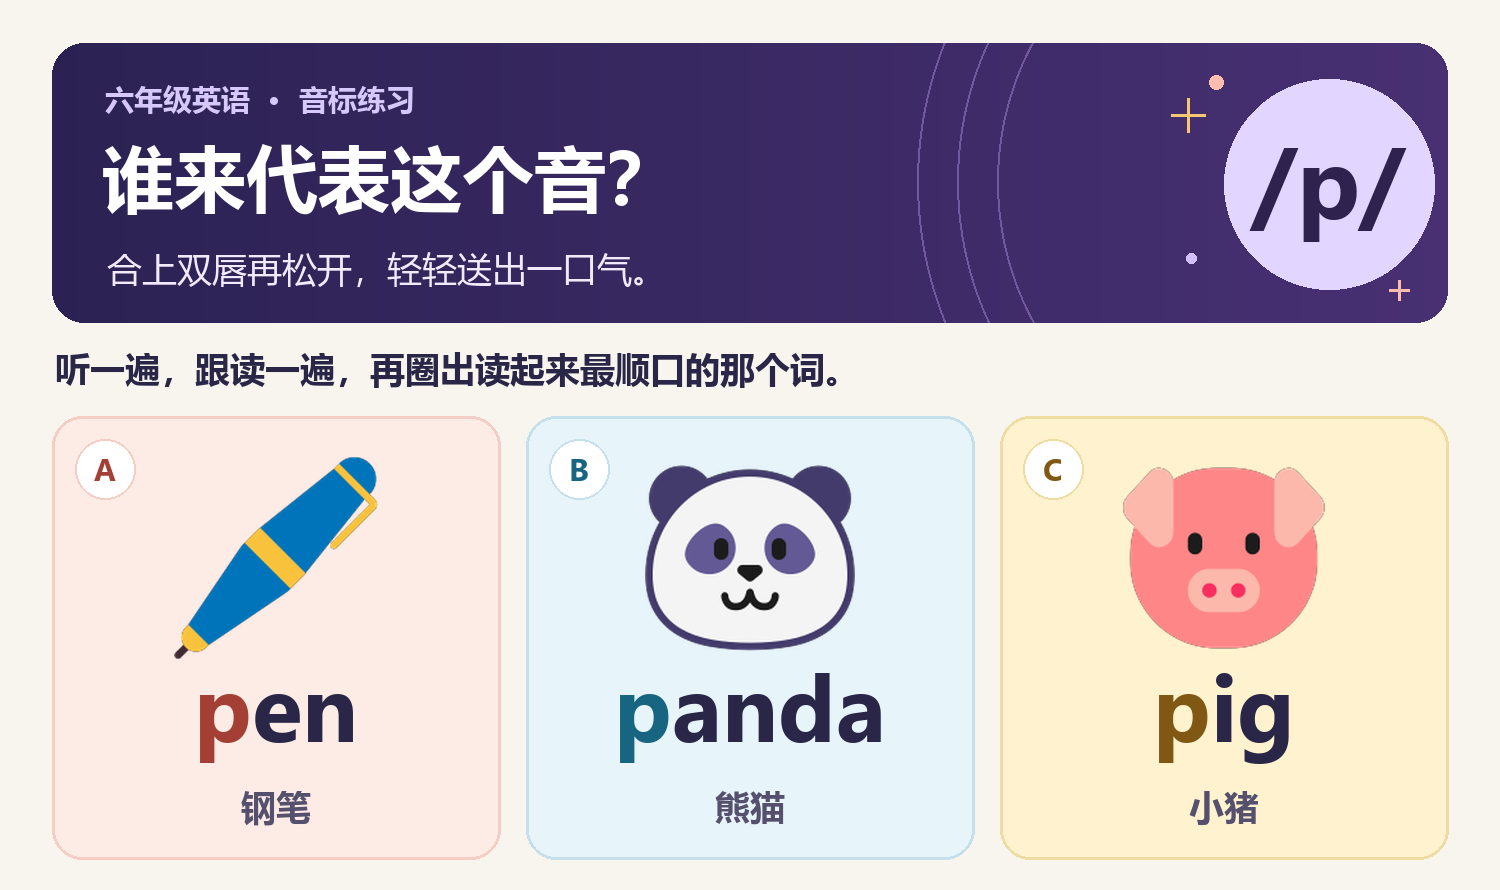 六年级英语 · 音标练习
谁来代表这个音？
合上双唇再松开，轻轻送出一口气。
/p/
听一遍，跟读一遍，再圈出读起来最顺口的那个词。
A
pen
钢笔
B
panda
熊猫
C
pig
小猪